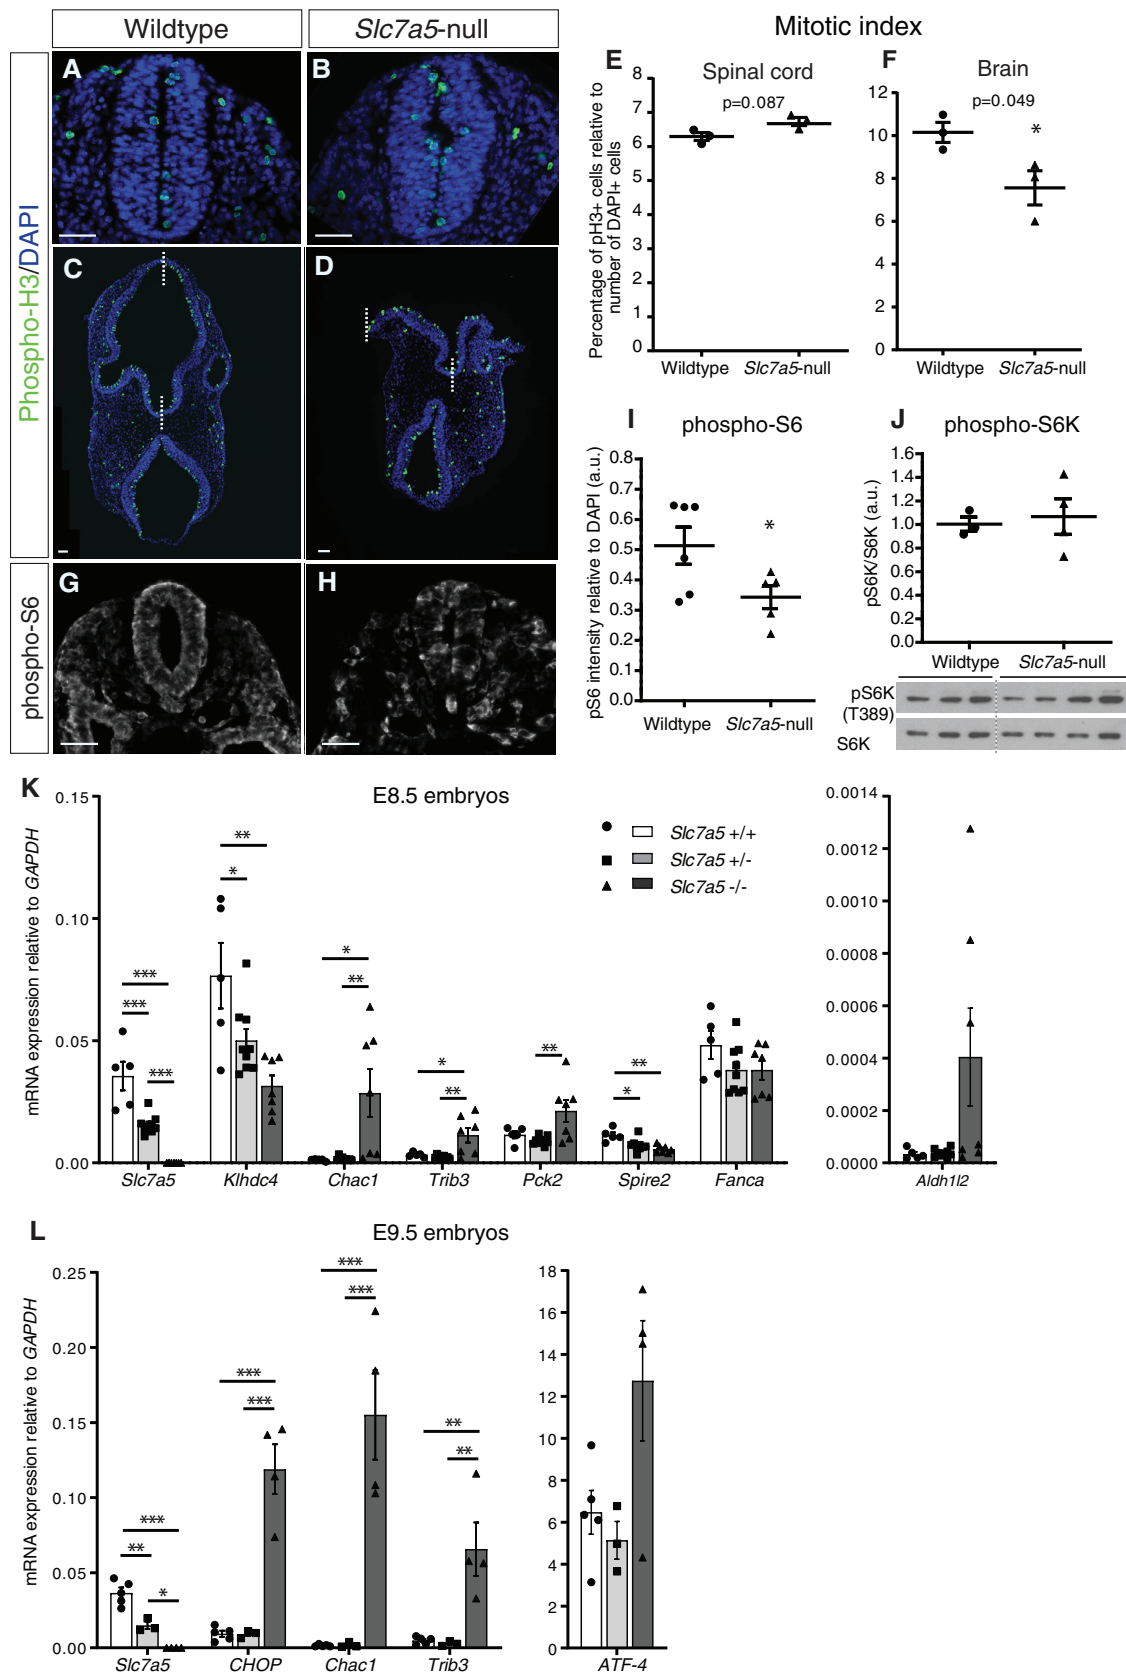 Wildtype
Slc7a5-null
Mitotic index
Phospho-H3/DAPI
phospho-S6
A
B
C
D
G
H
E
Spinal cord
p=0.087
Percentage of pH3+ cells relative to
number of DAPI+ cells
8
7
6
5
4
3
2
1
0
Wildtype
Slc7a5-null
F
Brain
p=0.049
*
12
10
8
6
4
2
0
Wildtype
Slc7a5-null
I
phospho-S6
pS6 intensity relative to DAPI (a.u.)
0.8
0.7
0.6
0.5
0.4
0.3
0.2
0.1
0.0
*
Wildtype
Slc7a5-null
J
phospho-S6K
pS6K/S6K (a.u.)
1.6
1.4
1.2
1.0
0.8
0.6
0.4
0.2
0.0
Wildtype
Slc7a5-null
pS6K
(T389)
S6K
K
E8.5 embryos
mRNA expression relative to GAPDH
0.15
0.10
0.05
0.00
Slc7a5 +/+
Slc7a5 +/-
Slc7a5 -/-
***
***
***
**
*
*
**
*
**
**
**
*
Slc7a5
Klhdc4
Chac1
Trib3
Pck2
Spire2
Fanca
0.0014
0.0012
0.0010
0.0008
0.0006
0.0004
0.0002
0.0000
Aldh1l2
L
E9.5 embryos
mRNA expression relative to GAPDH
0.25
0.20
0.15
0.10
0.05
0.00
***
**
*
***
***
***
***
**
**
Slc7a5
CHOP
Chac1
Trib3
18
16
14
12
10
8
6
4
2
0
ATF-4